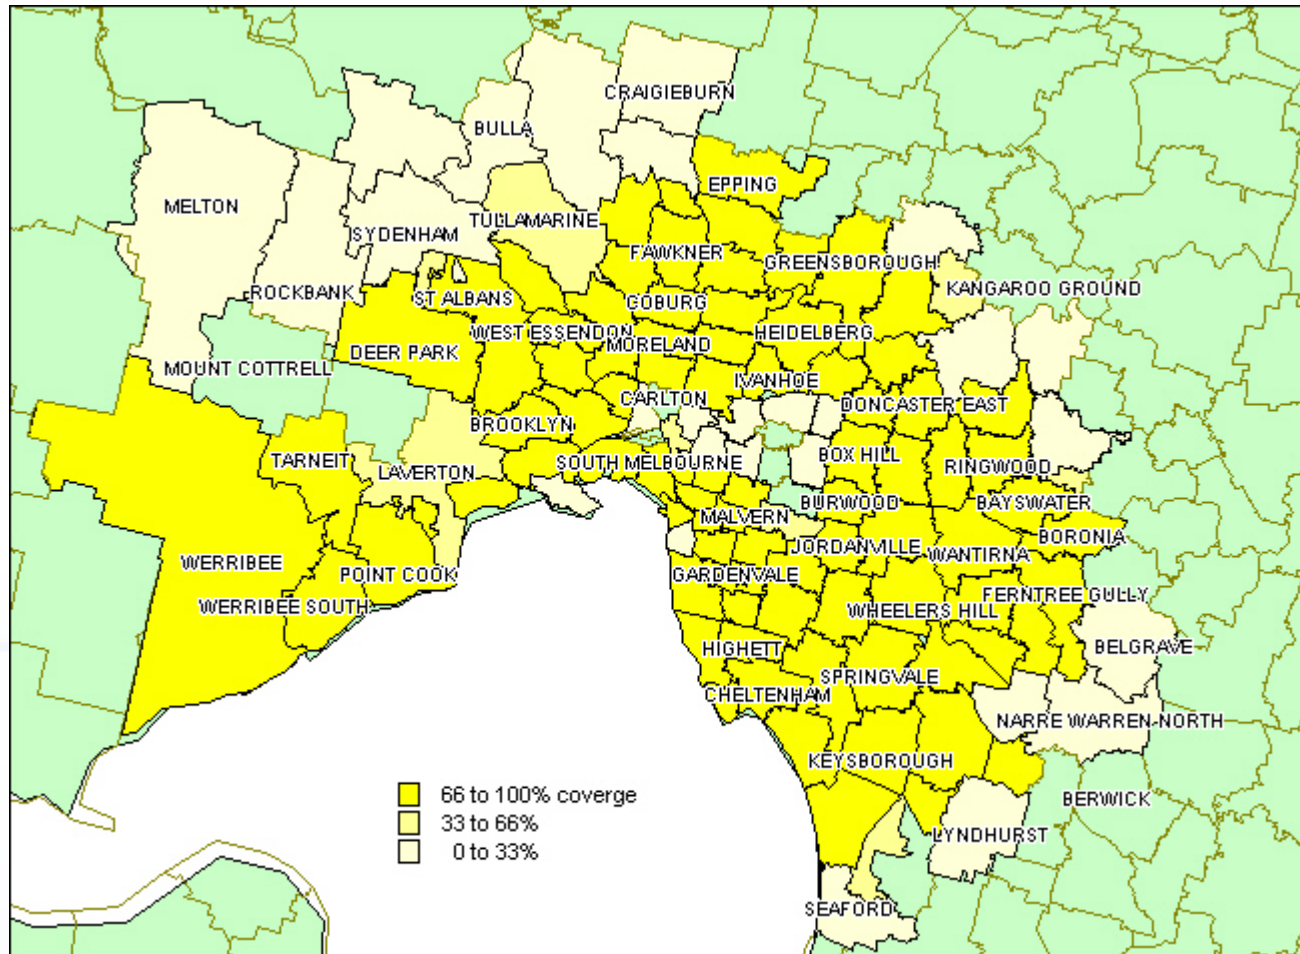 CRAIGIEBURN
BULLA
EPPING
MELTON
TULLAMARINE
SYDENHAM
FAWKNER
GREENSBOROUGH
KANGAROO GROUND
ROCKBANK
ST ALBANS
COBURG
WEST ESSENDON
HEIDELBERG
MORELAND
DEER PARK
MOUNT COTTRELL
IVANHOE
CARLTON
DONCASTER EAST
BROOKLYN
BOX HILL
TARNEIT
LAVERTON
SOUTH MELBOURNE
RINGWOOD
BURWOOD
BAYSWATER
MALVERN
BORONIA
JORDANVILLE
WANTIRNA
WERRIBEE
POINT COOK
GARDENVALE
FERNTREE GULLY
WERRIBEE SOUTH
WHEELERS HILL
HIGHETT
BELGRAVE
SPRINGVALE
CHELTENHAM
NARRE WARREN NORTH
KEYSBOROUGH
66 to 100% coverge
BERWICK
33 to 66%
LYNDHURST
0 to 33%
SEAFORD